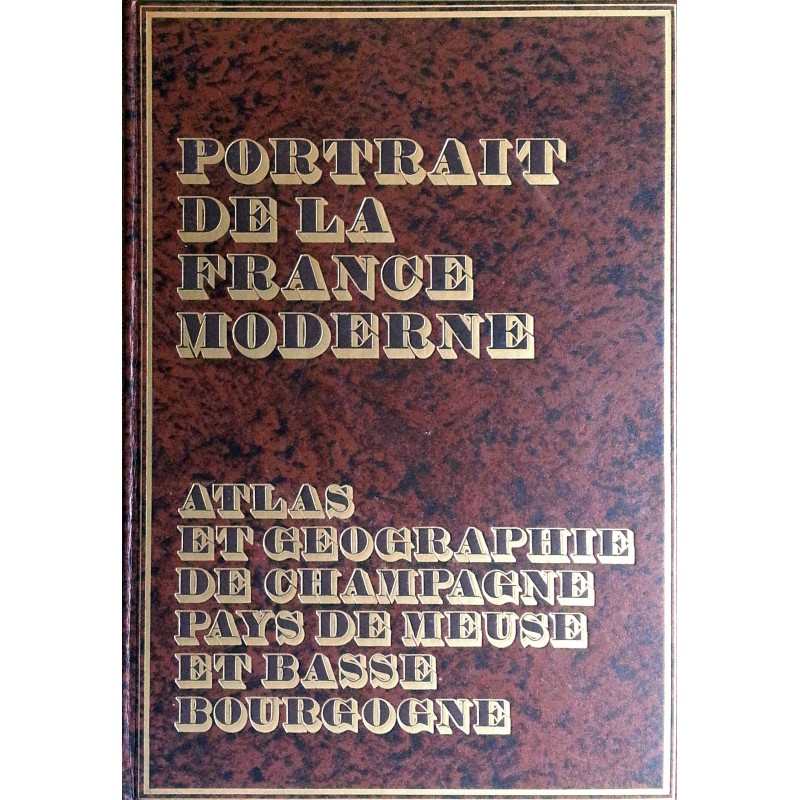 PORTRAIT
DE LA
FRANCE
MODERNE
ATLAS
ET GEOGRAPHIE
DE CHAMPAGNE
PAYS DE MEUSE
ET BASSE
BOURGOGNE